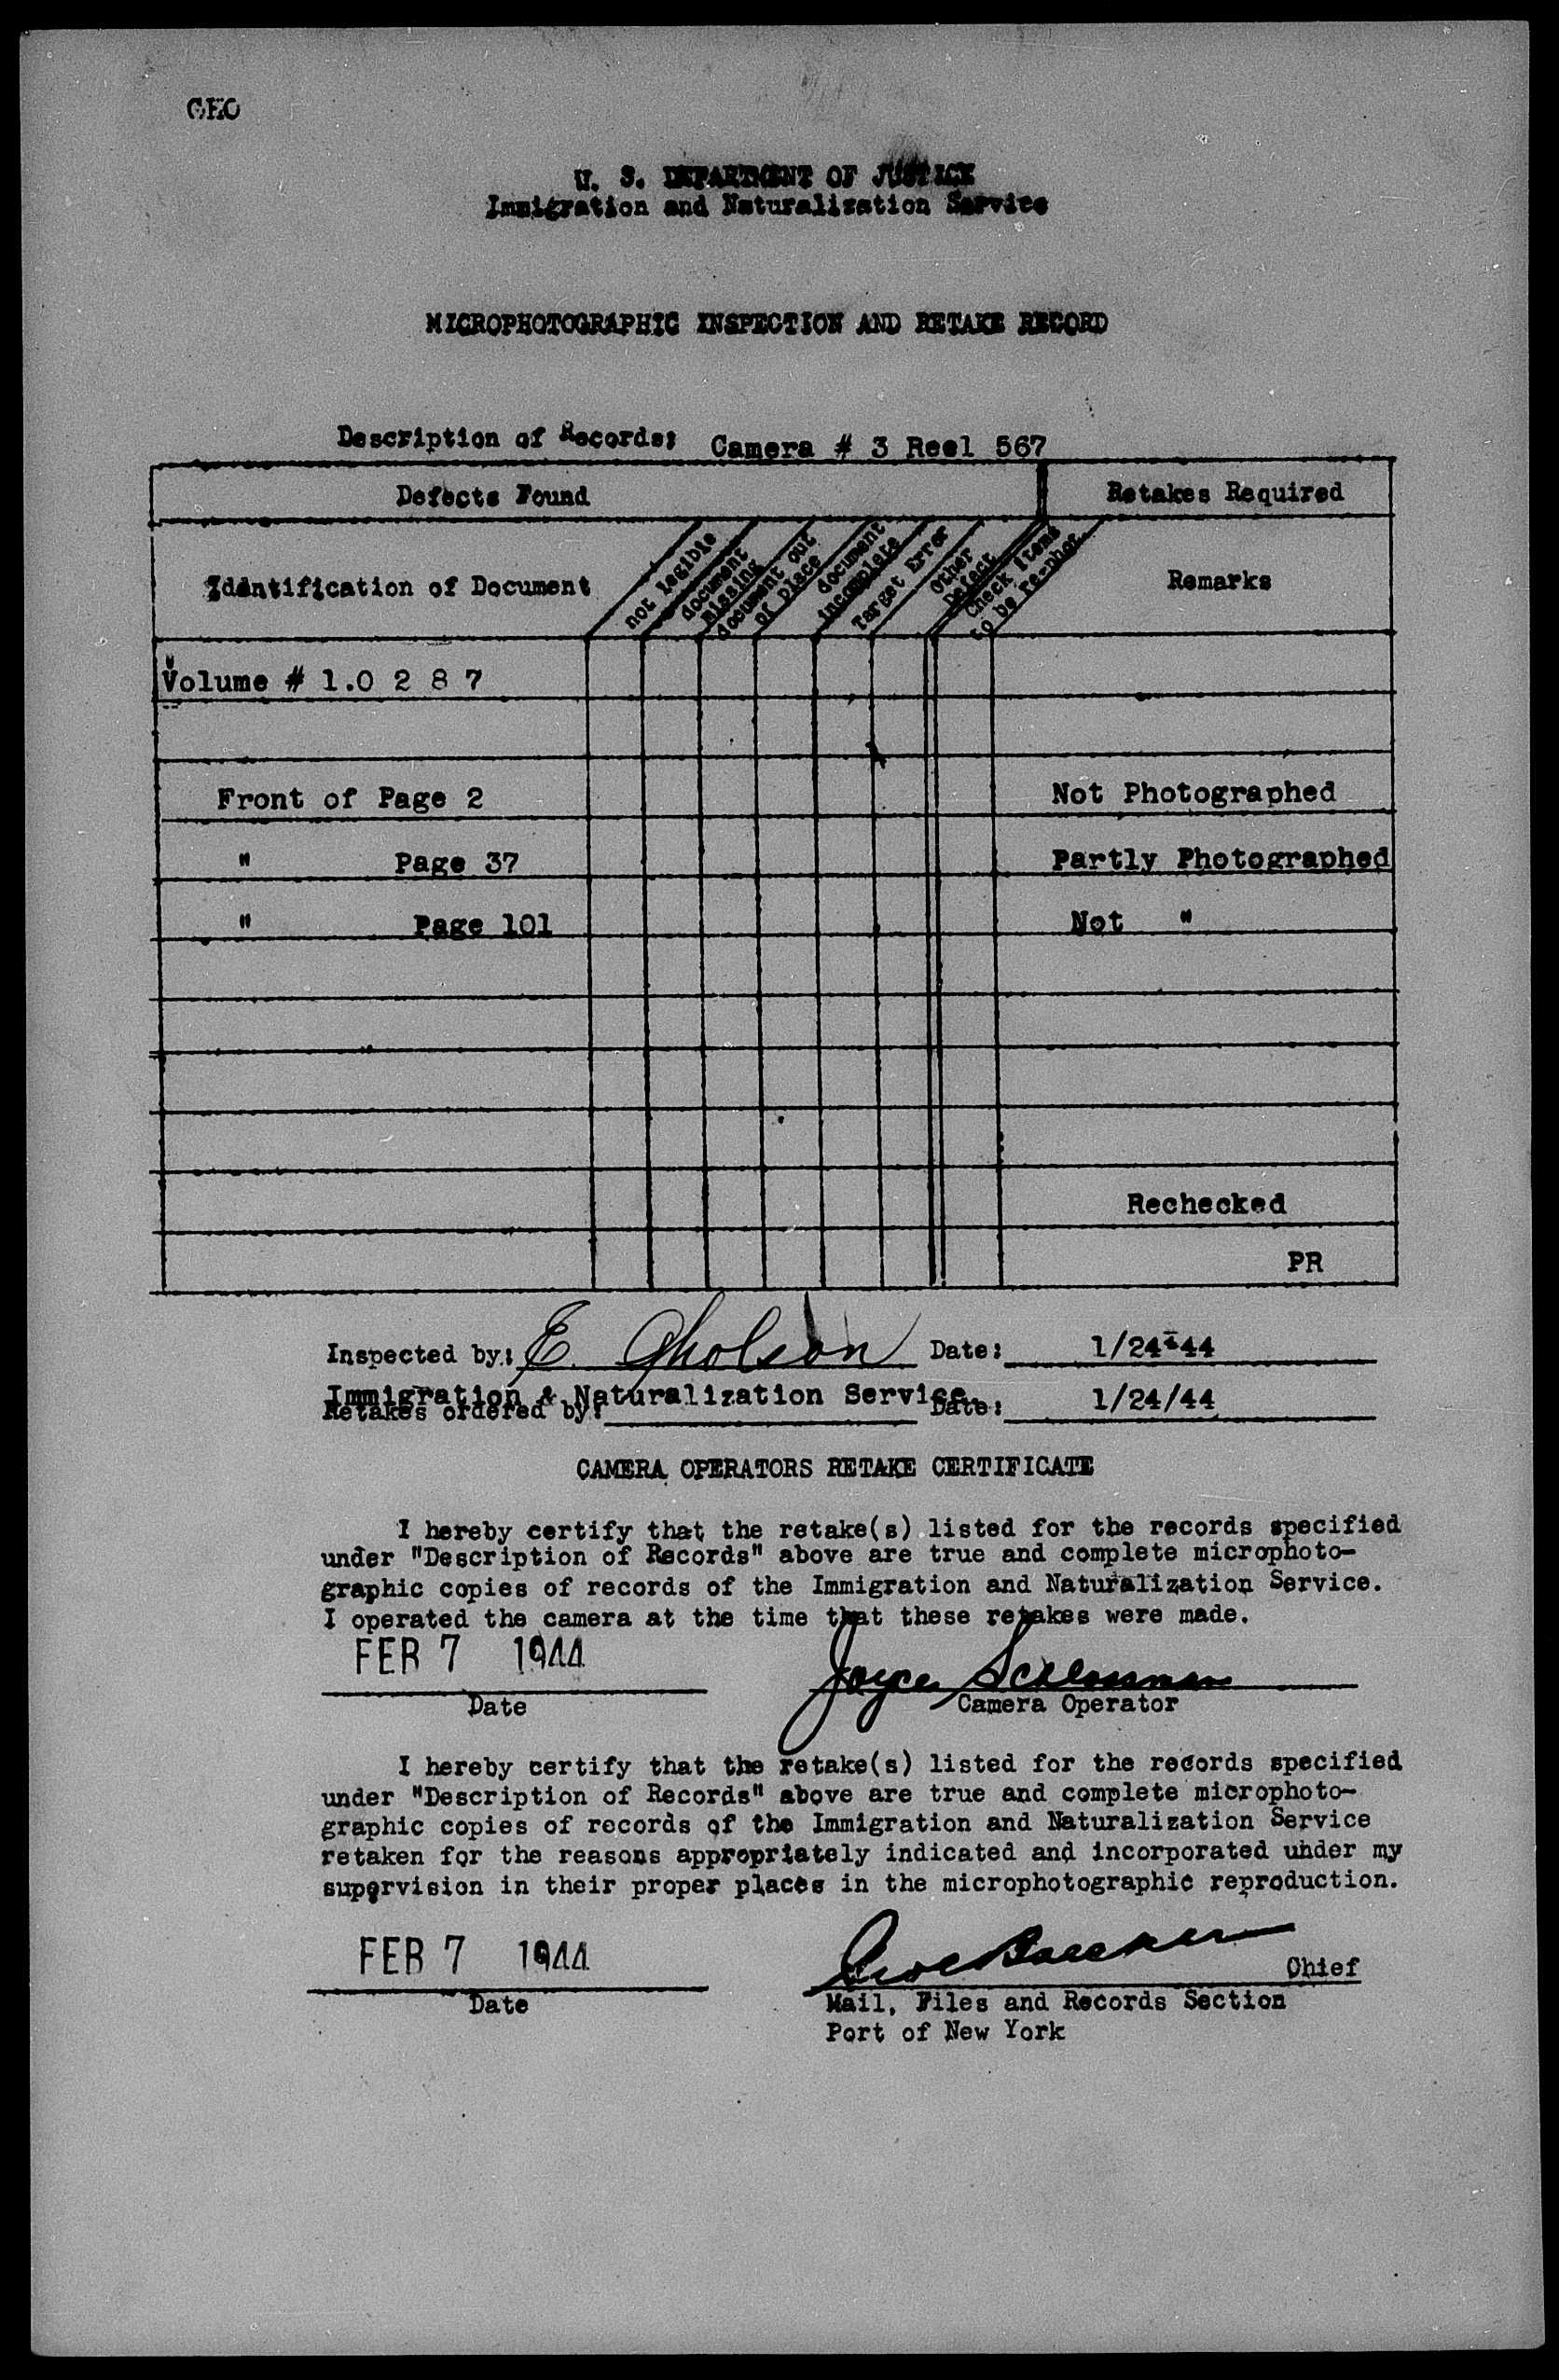 GEO
U. S. DEPARTMENT OF JUSTICE
Immigration and Naturalization Service
MICROPHOTOGRAPHIC INSPECTION AND RETAKE RECORD
Description of Records: Camera # 3 Reel 567
Defects Found Retakes Required
Identification of Document
not legible
document missing
document out of place
document incomplete
Target Error
Other Defect
Check items to be re-phot.
Remarks
Volume # 1.0 2 8 7
Front of Page 2 Not Photographed
" Page 37 Partly Photographed
" Page 101 Not "
Rechecked
PR
Inspected by: E. Gholson Date: 1/24-44
Immigration & Naturalization Service
Retakes ordered by: Date: 1/24/44
CAMERA OPERATORS RETAKE CERTIFICATE
I hereby certify that the retake(s) listed for the records specified
under "Description of Records" above are true and complete microphoto-
graphic copies of records of the Immigration and Naturalization Service.
I operated the camera at the time that these retakes were made.
FEB 7 1944 Joyce
Date Camera Operator
I hereby certify that the retake(s) listed for the records specified
under "Description of Records" above are true and complete microphoto-
graphic copies of records of the Immigration and Naturalization Service
retaken for the reasons appropriately indicated and incorporated under my
supervision in their proper places in the microphotographic reproduction.
FEB 7 1944 Chief
Date Mail, Files and Records Section
Port of New York